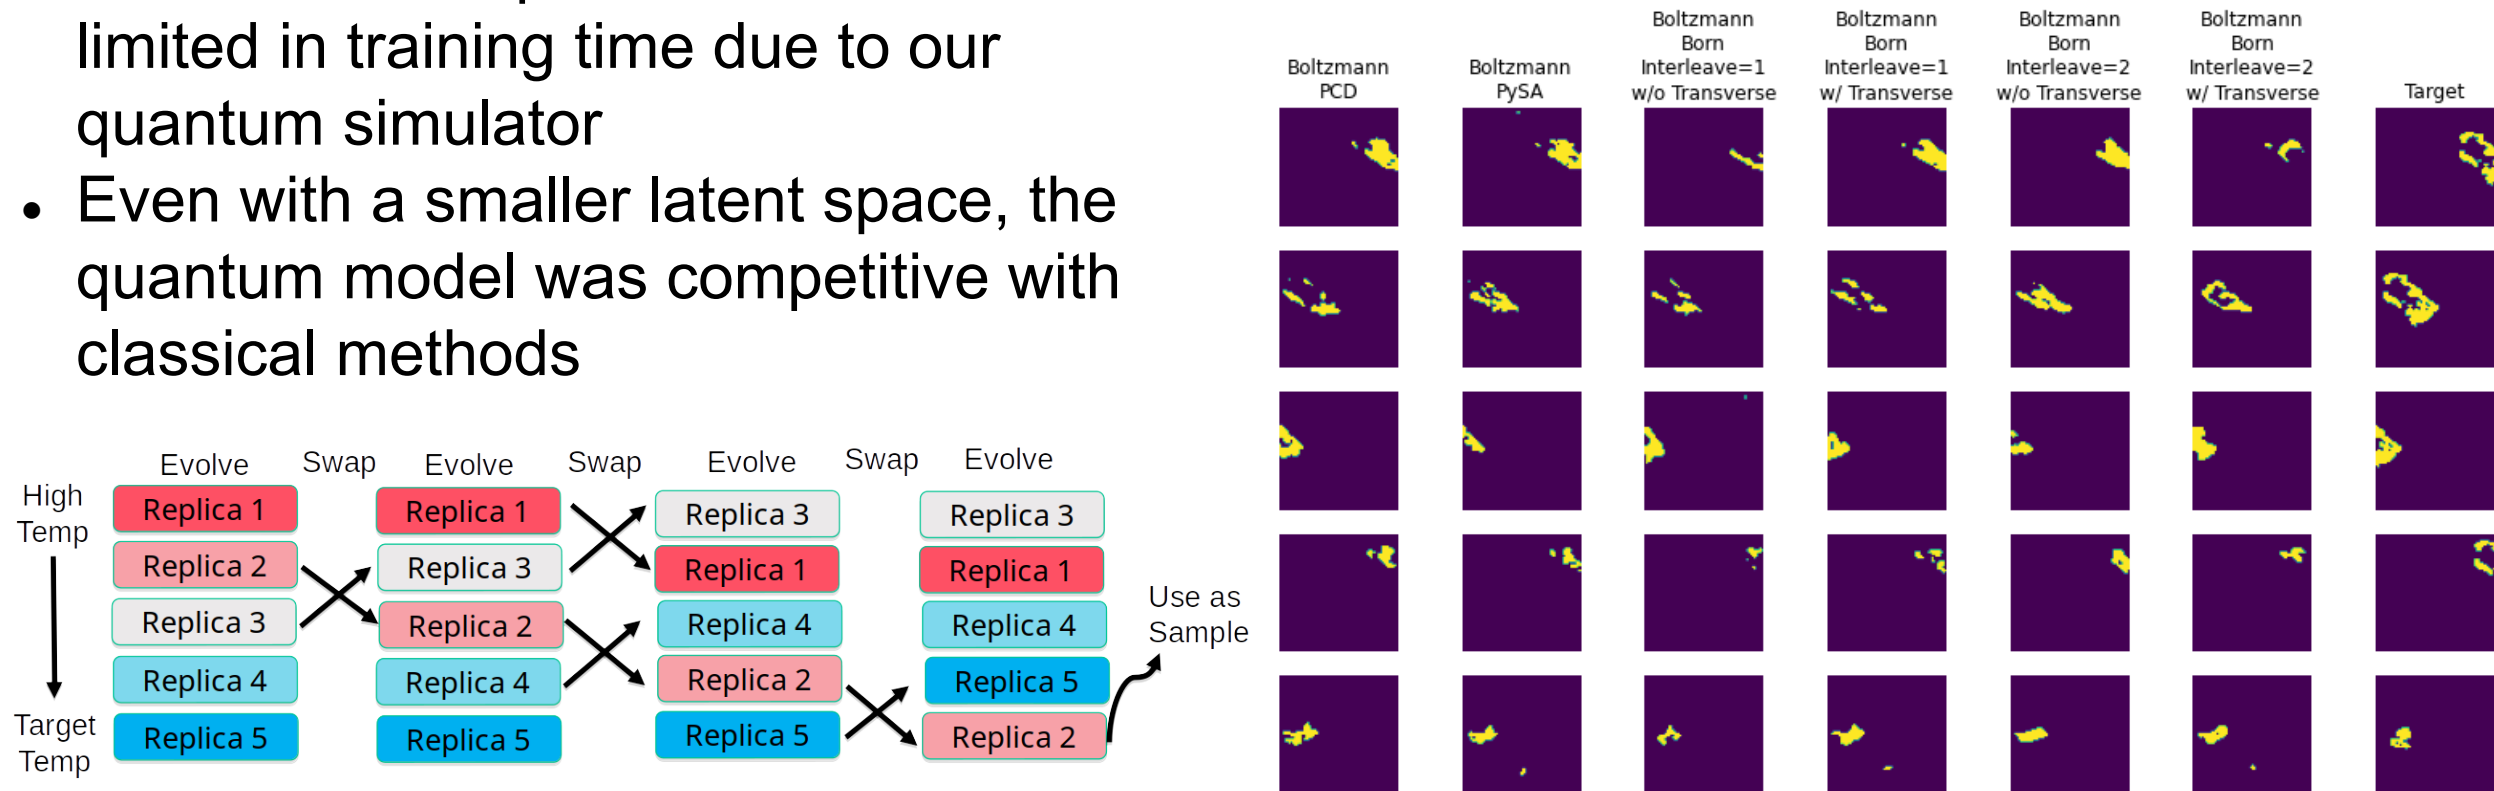 limited in training time due to our
quantum simulator
• Even with a smaller latent space, the
quantum model was competitive with
classical methods
Evolve Swap Evolve Swap Evolve Swap Evolve
High
Temp
Target
Temp
Replica 1
Replica 2
Replica 3
Replica 4
Replica 5
Replica 1
Replica 3
Replica 2
Replica 4
Replica 5
Replica 3
Replica 1
Replica 4
Replica 2
Replica 5
Replica 3
Replica 1
Replica 4
Replica 5
Replica 2
Use as
Sample
Boltzmann
PCD
Boltzmann
PySA
Boltzmann
Born
Interleave=1
w/o Transverse
Boltzmann
Born
Interleave=1
w/ Transverse
Boltzmann
Born
Interleave=2
w/o Transverse
Boltzmann
Born
Interleave=2
w/ Transverse
Target